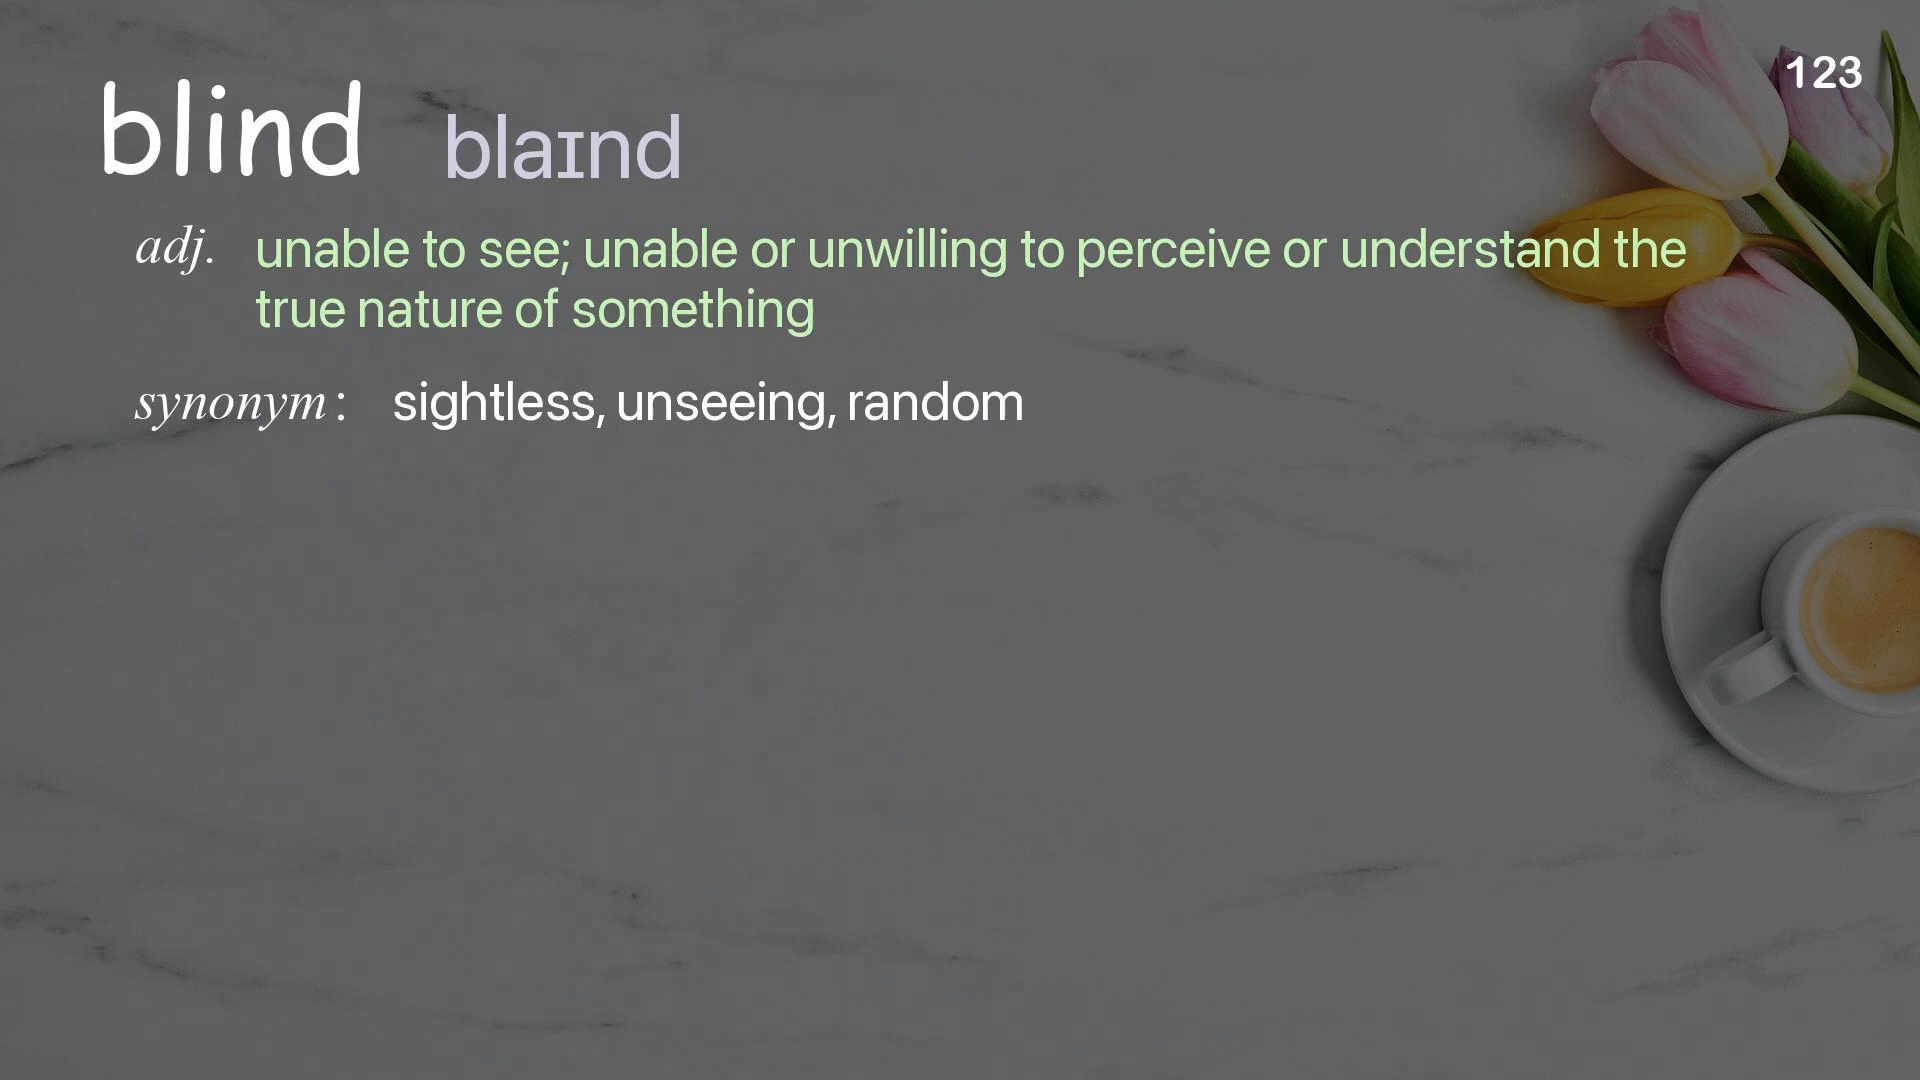 123
blind blaɪnd
adj. unable to see; unable or unwilling to perceive or understand the
true nature of something
synonym : sightless, unseeing, random